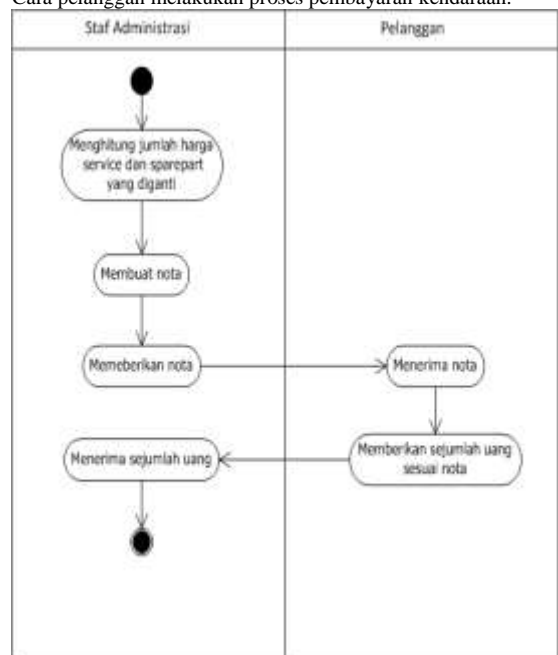 Cara pelanggan melakukan proses pembayaran kendaraan.
Staf Administrasi
Pelanggan
Menghitung jumlah harga
service dan sparepart
yang diganti
Membuat nota
Memeberikan nota
Menerima nota
Memberikan sejumlah uang
sesuai nota
Menerima sejumlah uang